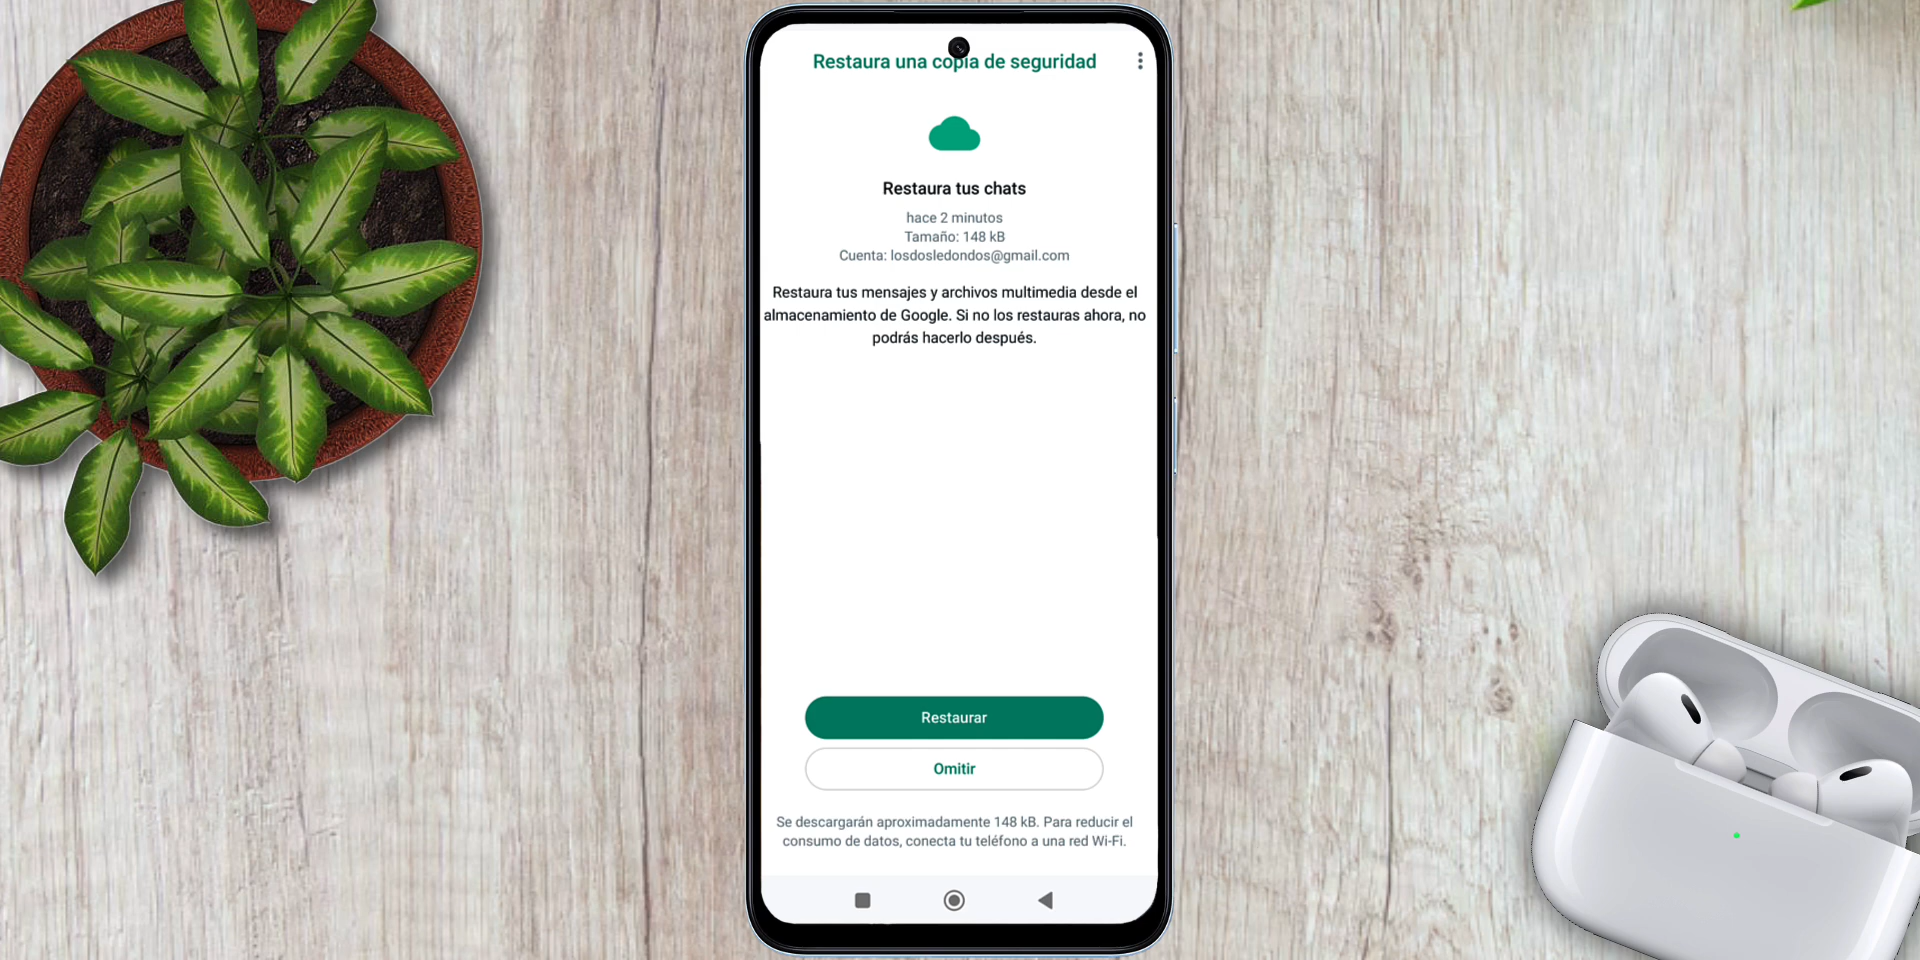 Restaura una copia de seguridad
Restaura tus chats
hace 2 minutos
Tamaño: 148 kB
Cuenta: losdosledondos@gmail.com
Restaura tus mensajes y archivos multimedia desde el
almacenamiento de Google. Si no los restauras ahora, no
podrás hacerlo después.
Restaurar
Omitir
Se descargarán aproximadamente 148 kB. Para reducir el
consumo de datos, conecta tu teléfono a una red Wi-Fi.